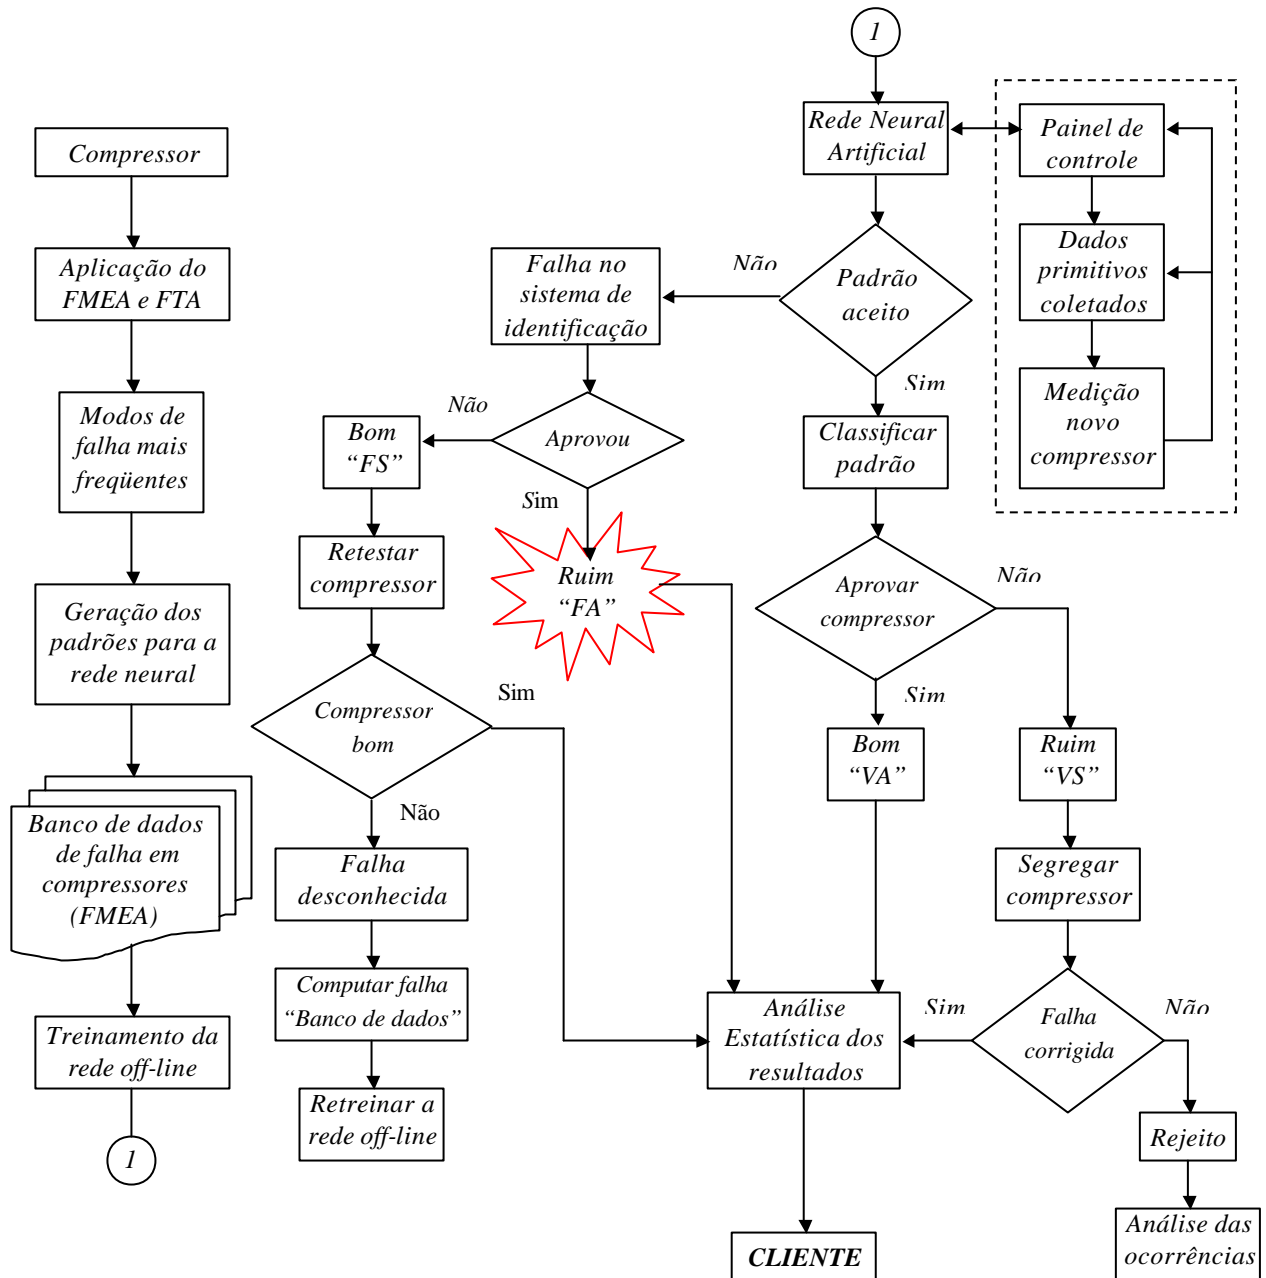 1
Rede Neural
Artificial
Painel de
controle
Compressor
Aplicação do
FMEA e FTA
Falha no
sistema de
identificação
Não
Padrão
aceito
Dados
primitivos
coletados
Sim
Modos de
falha mais
freqüentes
Não
Bom
“FS”
Aprovou
Classificar
padrão
Medição
novo
compressor
Sim
Retestar
compressor
Ruim
“FA”
Aprovar
compressor
Não
Geração dos
padrões para a
rede neural
Sim
Sim
Compressor
bom
Bom
“VA”
Ruim
“VS”
Não
Banco de dados
de falha em
compressores
(FMEA)
Falha
desconhecida
Segregar
compressor
Computar falha
“Banco de dados”
Análise
Estatística dos
resultados
Sim
Falha
corrigida
Não
Treinamento da
rede off-line
Retreinar a
rede off-line
Rejeito
1
CLIENTE
Análise das
ocorrências